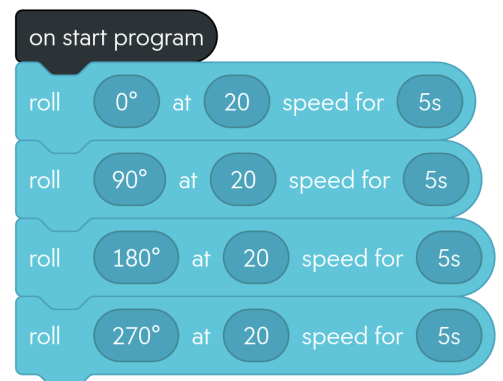 on start program
roll 0° at 20 speed for 5s
roll 90° at 20 speed for 5s
roll 180° at 20 speed for 5s
roll 270° at 20 speed for 5s